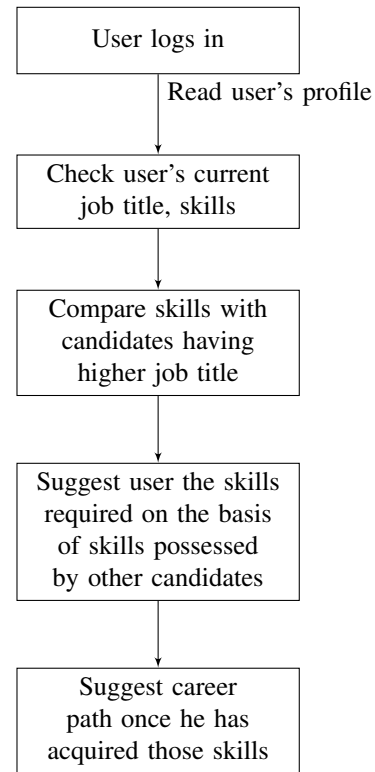 User logs in
Read user's profile
Check user's current
job title, skills
Compare skills with
candidates having
higher job title
Suggest user the skills
required on the basis
of skills possessed
by other candidates
Suggest career
path once he has
acquired those skills